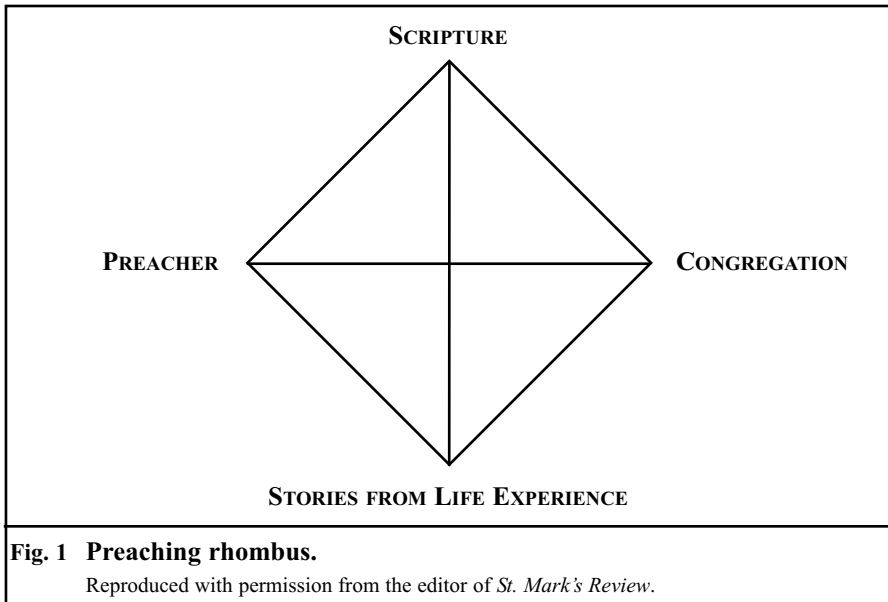 SCRIPTURE
PREACHER
CONGREGATION
STORIES FROM LIFE EXPERIENCE
Fig. 1 Preaching rhombus.
Reproduced with permission from the editor of St. Mark's Review.